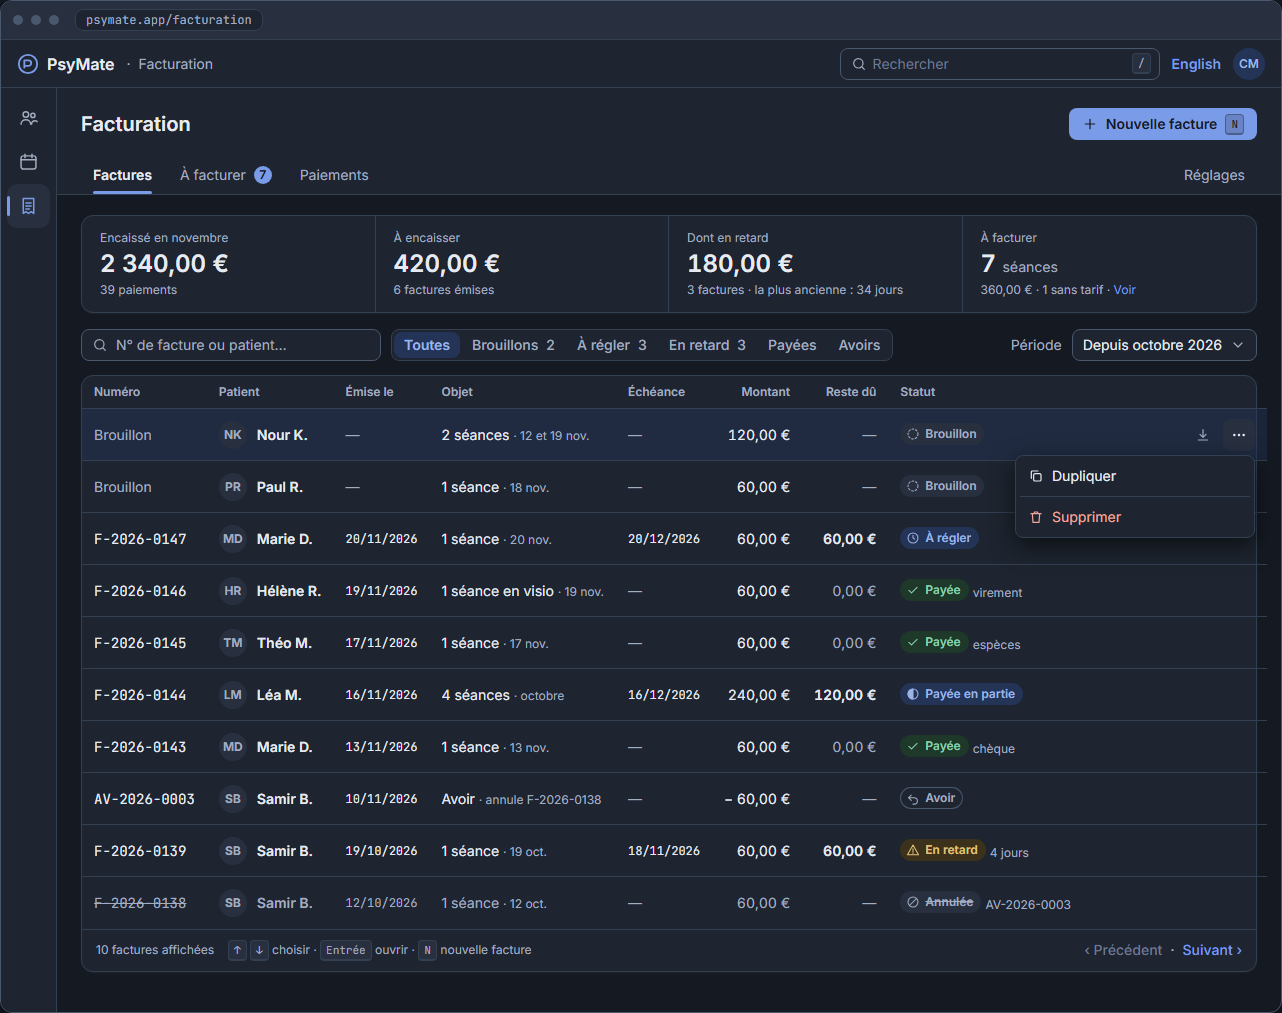 psymate.app/facturation
PsyMate · Facturation
Rechercher /
English
CM
Facturation
+ Nouvelle facture N
Factures
À facturer 7
Paiements
Réglages
Encaissé en novembre
2 340,00 €
39 paiements
À encaisser
420,00 €
6 factures émises
Dont en retard
180,00 €
3 factures · la plus ancienne : 34 jours
À facturer
7 séances
360,00 € · 1 sans tarif · Voir
N° de facture ou patient...
Toutes
Brouillons 2
À régler 3
En retard 3
Payées
Avoirs
Période
Depuis octobre 2026
Numéro Patient Émise le Objet Échéance Montant Reste dû Statut
Brouillon NK Nour K. — 2 séances · 12 et 19 nov. — 120,00 € — Brouillon
Dupliquer
Supprimer
Brouillon PR Paul R. — 1 séance · 18 nov. — 60,00 € — Brouillon
F-2026-0147 MD Marie D. 20/11/2026 1 séance · 20 nov. 20/12/2026 60,00 € 60,00 € À régler
F-2026-0146 HR Hélène R. 19/11/2026 1 séance en visio · 19 nov. — 60,00 € 0,00 € Payée virement
F-2026-0145 TM Théo M. 17/11/2026 1 séance · 17 nov. — 60,00 € 0,00 € Payée espèces
F-2026-0144 LM Léa M. 16/11/2026 4 séances · octobre 16/12/2026 240,00 € 120,00 € Payée en partie
F-2026-0143 MD Marie D. 13/11/2026 1 séance · 13 nov. — 60,00 € 0,00 € Payée chèque
AV-2026-0003 SB Samir B. 10/11/2026 Avoir · annule F-2026-0138 — − 60,00 € — Avoir
F-2026-0139 SB Samir B. 19/10/2026 1 séance · 19 oct. 18/11/2026 60,00 € 60,00 € En retard 4 jours
F-2026-0138 SB Samir B. 12/10/2026 1 séance · 12 oct. — 60,00 € — Annulée AV-2026-0003
10 factures affichées ↑ ↓ choisir · Entrée ouvrir · N nouvelle facture
‹ Précédent · Suivant ›